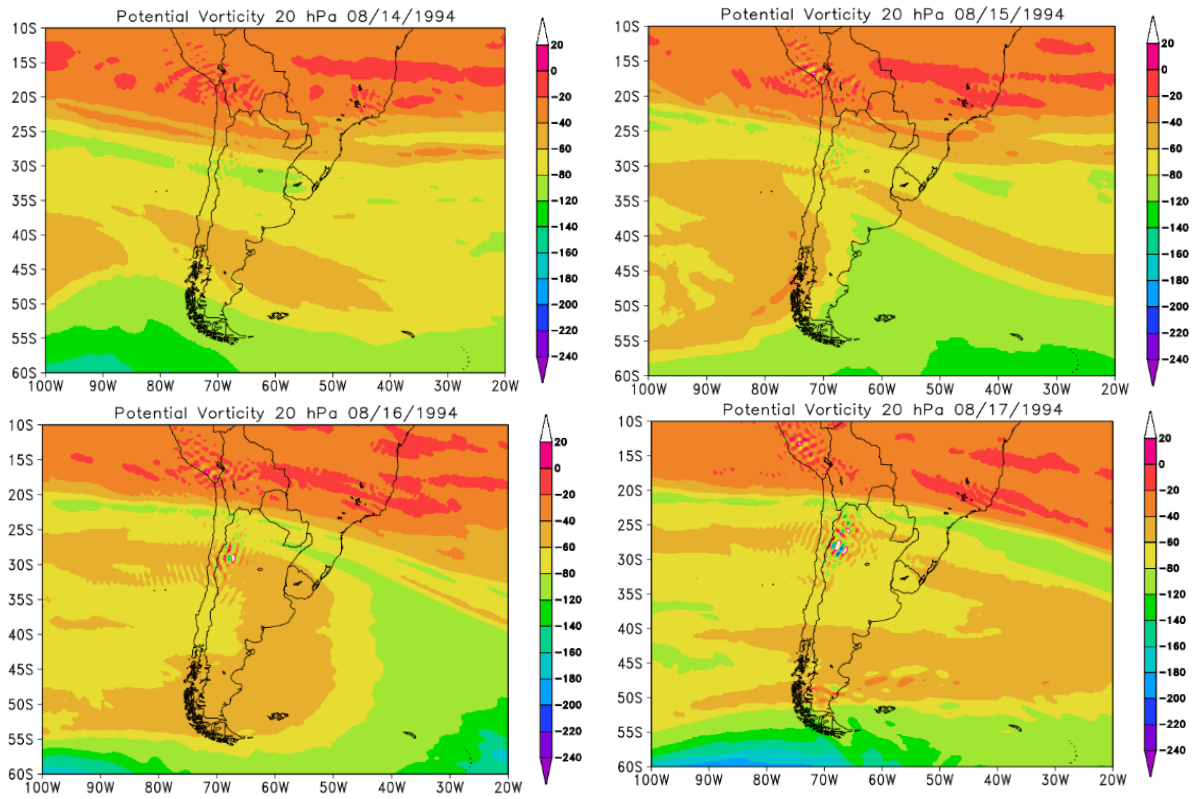 Potential Vorticity 20 hPa 08/14/1994
10S
15S
20S
25S
30S
35S
40S
45S
50S
55S
60S
100W 90W 80W 70W 60W 50W 40W 30W 20W
20
0
-20
-40
-60
-80
-120
-140
-160
-180
-200
-220
-240
Potential Vorticity 20 hPa 08/15/1994
10S
15S
20S
25S
30S
35S
40S
45S
50S
55S
60S
100W 90W 80W 70W 60W 50W 40W 30W 20W
20
0
-20
-40
-60
-80
-120
-140
-160
-180
-200
-220
-240
Potential Vorticity 20 hPa 08/16/1994
10S
15S
20S
25S
30S
35S
40S
45S
50S
55S
60S
100W 90W 80W 70W 60W 50W 40W 30W 20W
20
0
-20
-40
-60
-80
-120
-140
-160
-180
-200
-220
-240
Potential Vorticity 20 hPa 08/17/1994
10S
15S
20S
25S
30S
35S
40S
45S
50S
55S
60S
100W 90W 80W 70W 60W 50W 40W 30W 20W
20
0
-20
-40
-60
-80
-120
-140
-160
-180
-200
-220
-240